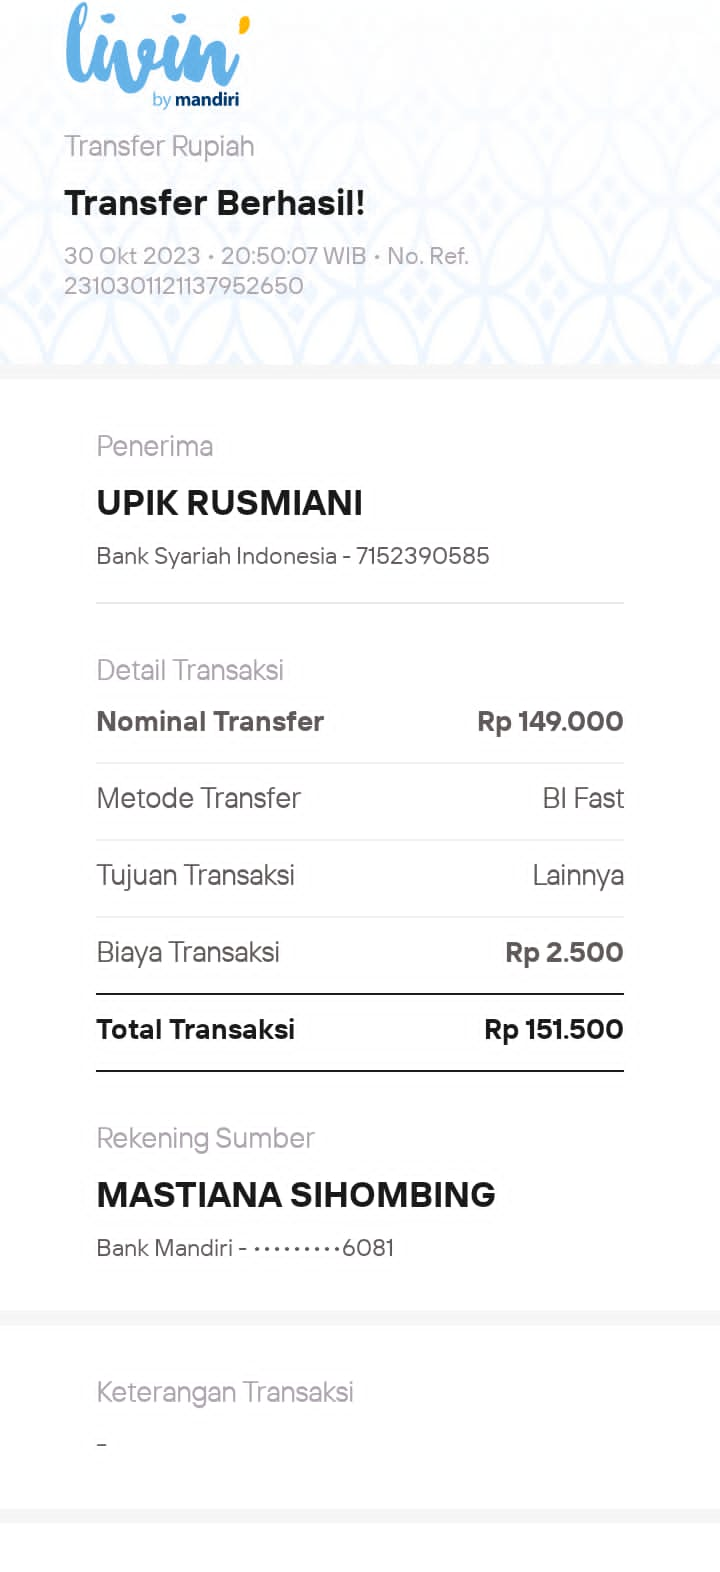 livin'
by mandiri
Transfer Rupiah
Transfer Berhasil!
30 Okt 2023 • 20:50:07 WIB • No. Ref.
2310301121137952650
Penerima
UPIK RUSMIANI
Bank Syariah Indonesia - 7152390585
Detail Transaksi
Nominal Transfer Rp 149.000
Metode Transfer BI Fast
Tujuan Transaksi Lainnya
Biaya Transaksi Rp 2.500
Total Transaksi Rp 151.500
Rekening Sumber
MASTIANA SIHOMBING
Bank Mandiri - •••••••••6081
Keterangan Transaksi
-